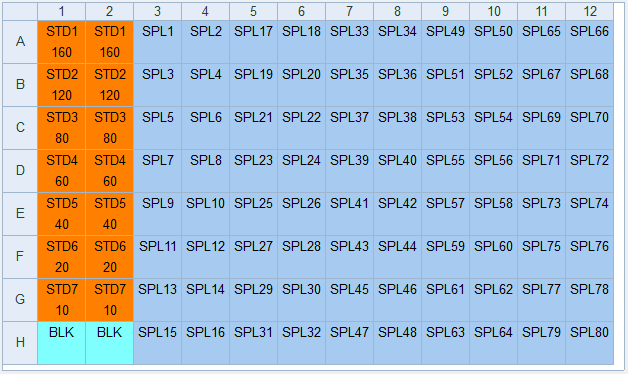 1 2 3 4 5 6 7 8 9 10 11 12
A STD1 STD1 SPL1 SPL2 SPL17 SPL18 SPL33 SPL34 SPL49 SPL50 SPL65 SPL66
160 160
B STD2 STD2 SPL3 SPL4 SPL19 SPL20 SPL35 SPL36 SPL51 SPL52 SPL67 SPL68
120 120
C STD3 STD3 SPL5 SPL6 SPL21 SPL22 SPL37 SPL38 SPL53 SPL54 SPL69 SPL70
80 80
D STD4 STD4 SPL7 SPL8 SPL23 SPL24 SPL39 SPL40 SPL55 SPL56 SPL71 SPL72
60 60
E STD5 STD5 SPL9 SPL10 SPL25 SPL26 SPL41 SPL42 SPL57 SPL58 SPL73 SPL74
40 40
F STD6 STD6 SPL11 SPL12 SPL27 SPL28 SPL43 SPL44 SPL59 SPL60 SPL75 SPL76
20 20
G STD7 STD7 SPL13 SPL14 SPL29 SPL30 SPL45 SPL46 SPL61 SPL62 SPL77 SPL78
10 10
H BLK BLK SPL15 SPL16 SPL31 SPL32 SPL47 SPL48 SPL63 SPL64 SPL79 SPL80